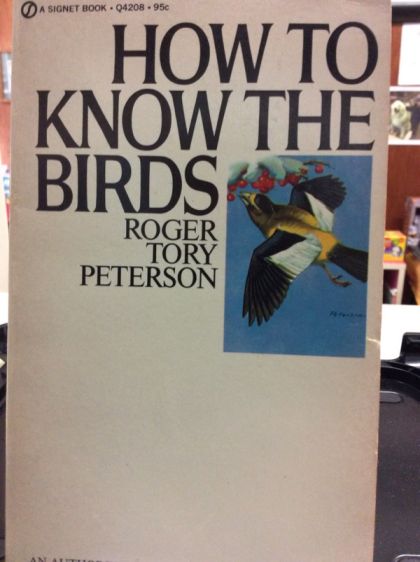 A SIGNET BOOK • Q4208 • 95c
HOW TO
KNOW THE
BIRDS
ROGER
TORY
PETERSON